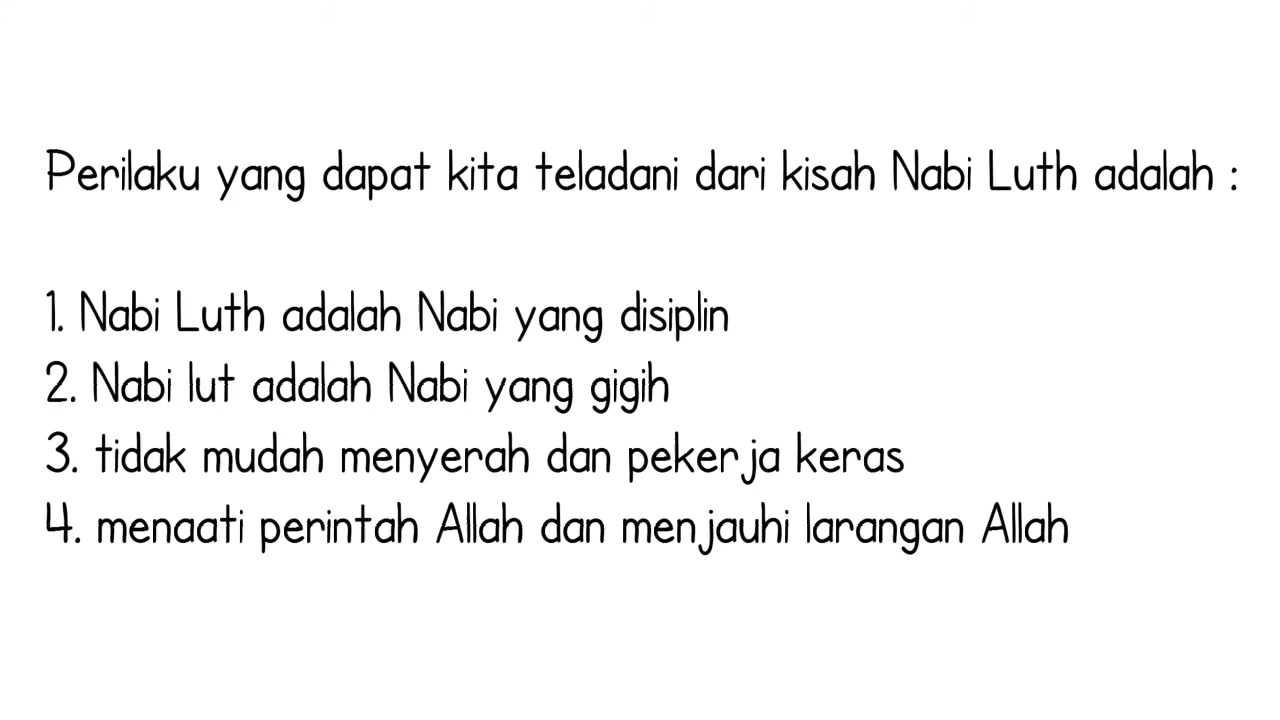 Perilaku yang dapat kita teladani dari kisah Nabi Luth adalah :
1. Nabi Luth adalah Nabi yang disiplin
2. Nabi lut adalah Nabi yang gigih
3. tidak mudah menyerah dan pekerja keras
4. menaati perintah Allah dan menjauhi larangan Allah